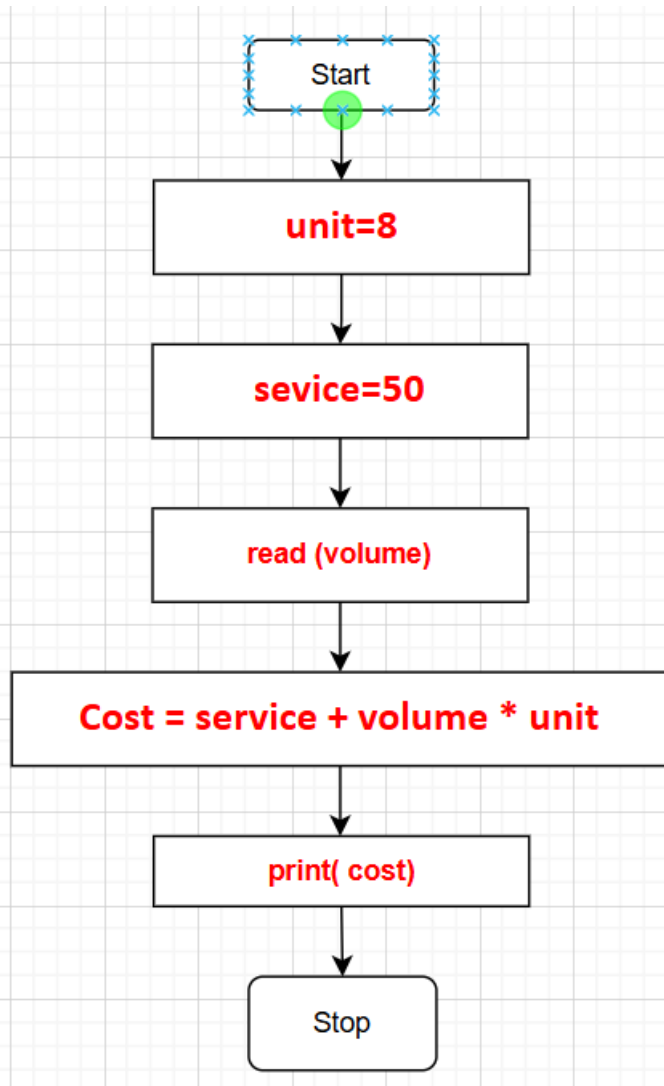 Start
unit=8
sevice=50
read (volume)
Cost = service + volume * unit
print( cost)
Stop